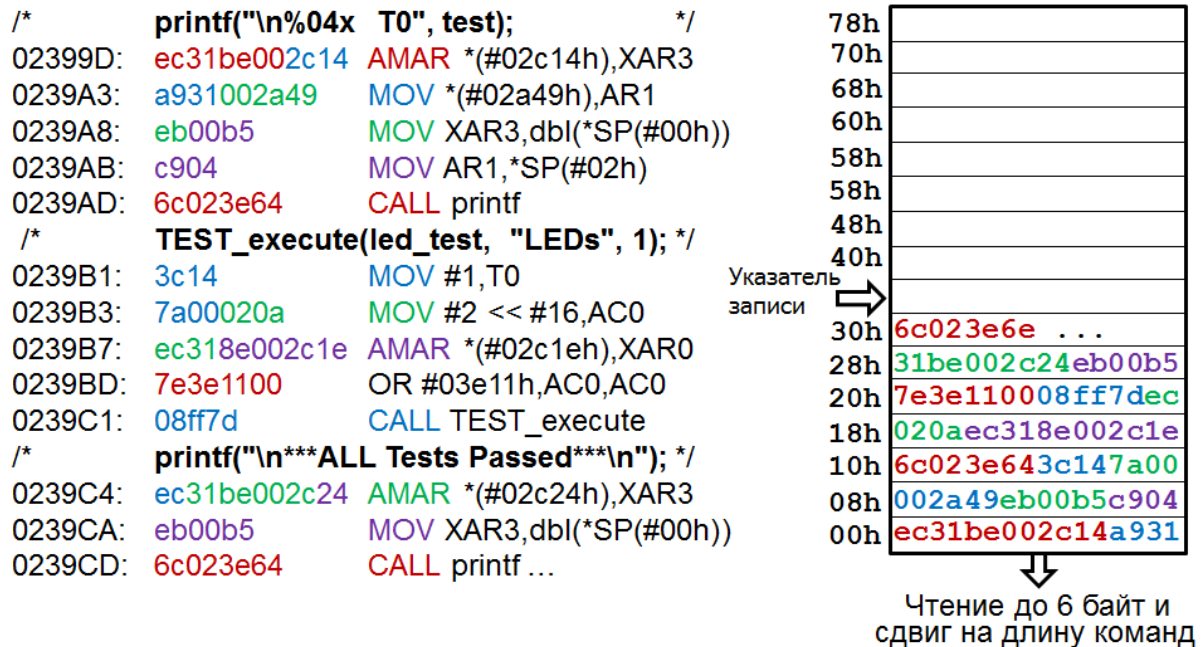 /* printf("\n%04x T0", test); */
02399D: ec31be002c14 AMAR *(#02c14h),XAR3
0239A3: a931002a49 MOV *(#02a49h),AR1
0239A8: eb00b5 MOV XAR3,dbl(*SP(#00h))
0239AB: c904 MOV AR1,*SP(#02h)
0239AD: 6c023e64 CALL printf
/* TEST_execute(led_test, "LEDs", 1); */
0239B1: 3c14 MOV #1,T0
0239B3: 7a00020a MOV #2 << #16,AC0
0239B7: ec318e002c1e AMAR *(#02c1eh),XAR0
0239BD: 7e3e1100 OR #03e11h,AC0,AC0
0239C1: 08ff7d CALL TEST_execute
/* printf("\n***ALL Tests Passed***\n"); */
0239C4: ec31be002c24 AMAR *(#02c24h),XAR3
0239CA: eb00b5 MOV XAR3,dbl(*SP(#00h))
0239CD: 6c023e64 CALL printf ...
78h
70h
68h
60h
58h
58h
48h
40h
Указатель
записи
30h 6c023e6e ...
28h 31be002c24eb00b5
20h 7e3e110008ff7dec
18h 020aec318e002c1e
10h 6c023e643c147a00
08h 002a49eb00b5c904
00h ec31be002c14a931
Чтение до 6 байт и
сдвиг на длину команд